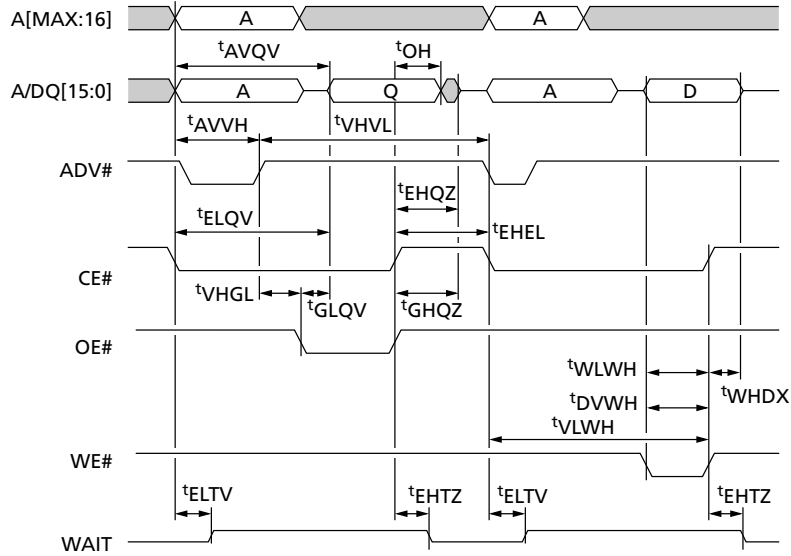 A[MAX:16] A A
tAVQV tOH
A/DQ[15:0] A Q A D
tAVVH tVHVL
ADV#
tEHQZ
tELQV tEHEL
CE#
tVHGL tGLQV tGHQZ
OE#
tWLWH tWHDX
tDVWH
tVLWH
WE#
tELTV tEHTZ tELTV tEHTZ
WAIT